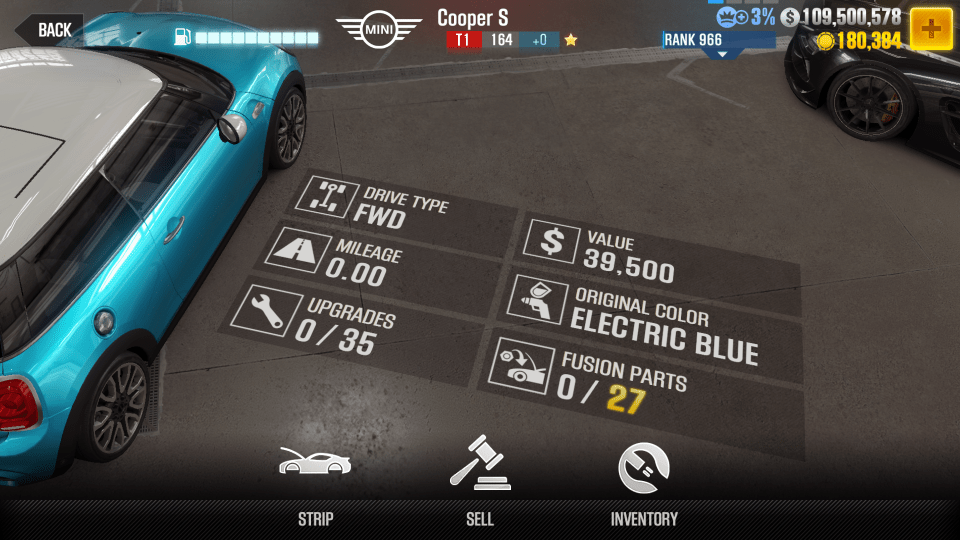 BACK
MINI
Cooper S
T1 164 +0
3%
109,500,578
RANK 966
180,384
DRIVE TYPE
FWD
MILEAGE
0.00
UPGRADES
0 / 35
$ VALUE
39,500
ORIGINAL COLOR
ELECTRIC BLUE
FUSION PARTS
0 / 27
STRIP
SELL
INVENTORY